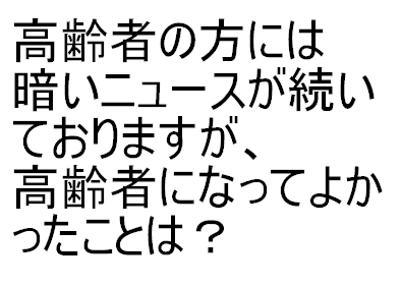 高齢者の方には
暗いニュースが続い
ておりますが、
高齢者になってよか
ったことは？